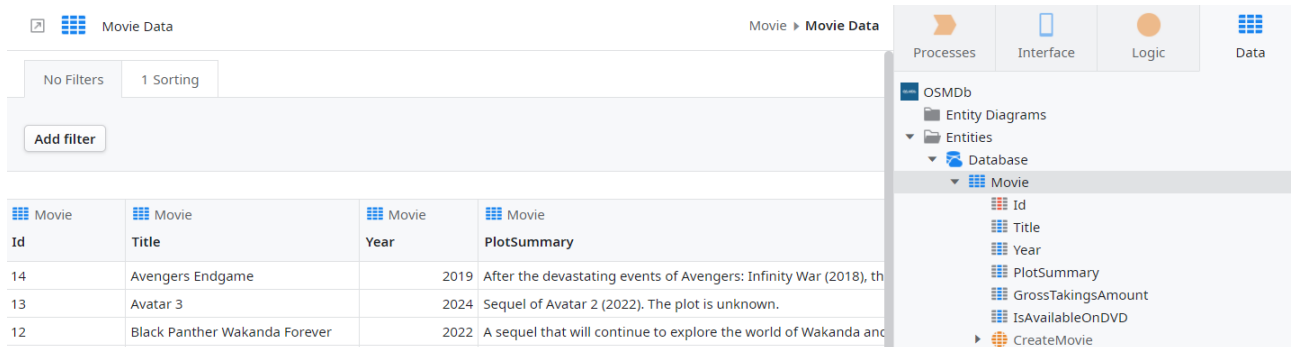 Movie Data
Movie Movie Data
No Filters 1 Sorting
Add filter
Movie Movie Movie Movie
Id Title Year PlotSummary
14 Avengers Endgame 2019 After the devastating events of Avengers: Infinity War (2018), th
13 Avatar 3 2024 Sequel of Avatar 2 (2022). The plot is unknown.
12 Black Panther Wakanda Forever 2022 A sequel that will continue to explore the world of Wakanda and
Processes Interface Logic Data
OSMDb
Entity Diagrams
Entities
Database
Movie
Id
Title
Year
PlotSummary
GrossTakingsAmount
IsAvailableOnDVD
CreateMovie